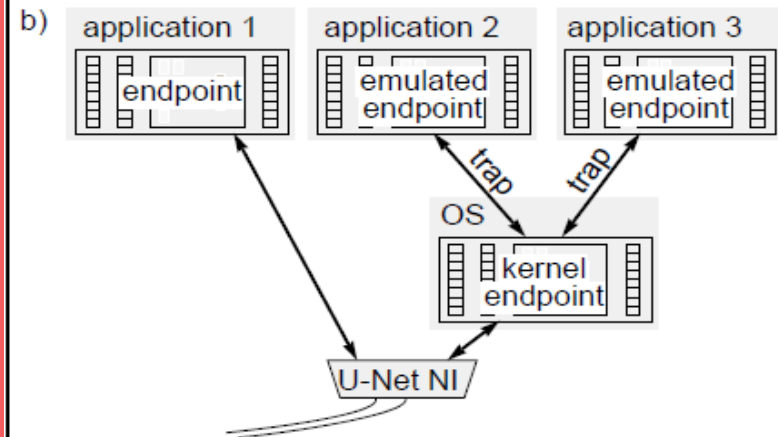 b)
application 1
application 2
application 3
endpoint
emulated
endpoint
emulated
endpoint
trap
trap
OS
kernel
endpoint
U-Net NI